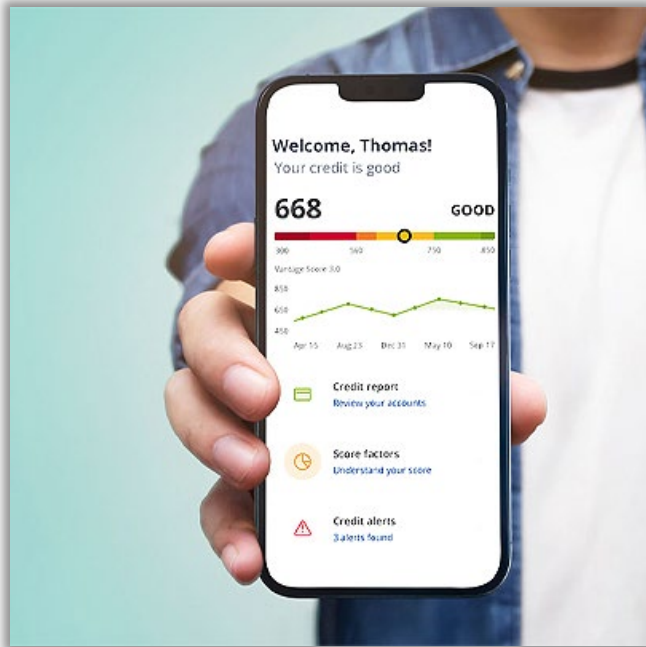 Welcome, Thomas!
Your credit is good
668 GOOD
300 560 750 850
Vantage Score 3.0
850
650
450
Apr 15 Aug 23 Dec 31 May 10 Sep 17
Credit report
Review your accounts
Score factors
Understand your score
Credit alerts
3 alerts found